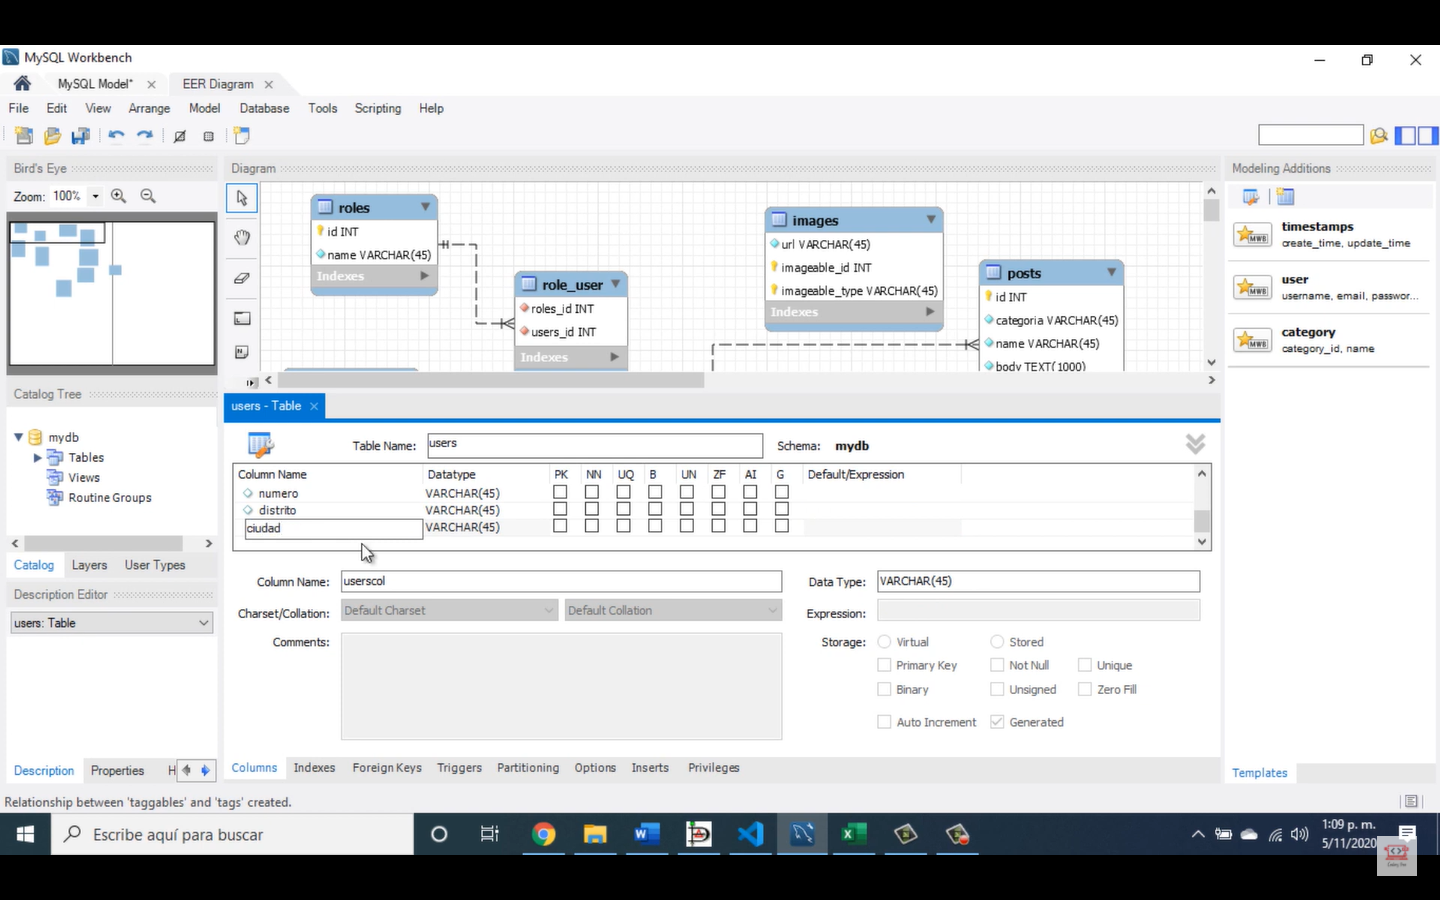 MySQL Workbench
MySQL Model*
EER Diagram
File Edit View Arrange Model Database Tools Scripting Help
Bird's Eye
Zoom: 100%
Diagram
Modeling Additions
roles
id INT
name VARCHAR(45)
Indexes
role_user
roles_id INT
users_id INT
Indexes
images
url VARCHAR(45)
imageable_id INT
imageable_type VARCHAR(45)
Indexes
posts
id INT
categoria VARCHAR(45)
name VARCHAR(45)
body TEXT(1000)
timestamps
create_time, update_time
user
username, email, passwor...
category
category_id, name
Catalog Tree
mydb
Tables
Views
Routine Groups
Catalog Layers User Types
Description Editor
users: Table
Description Properties H
users - Table
Table Name: users Schema: mydb
Column Name Datatype PK NN UQ B UN ZF AI G Default/Expression
numero VARCHAR(45)
distrito VARCHAR(45)
ciudad VARCHAR(45)
Column Name: userscol Data Type: VARCHAR(45)
Charset/Collation: Default Charset Default Collation Expression:
Comments: Storage: Virtual Stored
Primary Key Not Null Unique
Binary Unsigned Zero Fill
Auto Increment Generated
Columns Indexes Foreign Keys Triggers Partitioning Options Inserts Privileges
Templates
Relationship between 'taggables' and 'tags' created.
Escribe aquí para buscar
1:09 p. m.
5/11/2020